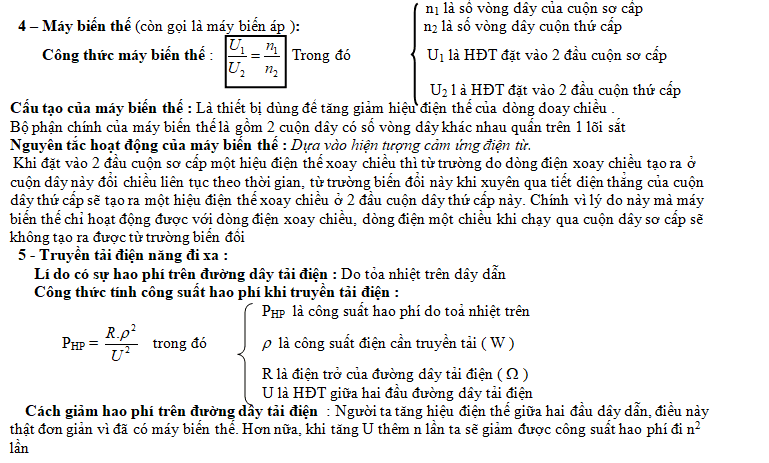 n₁ là số vòng dây của cuộn sơ cấp
4 – Máy biến thế (còn gọi là máy biến áp ):
n₂ là số vòng dây cuộn thứ cấp
Công thức máy biến thế : U₁/U₂ = n₁/n₂ Trong đó
U₁ là HĐT đặt vào 2 đầu cuộn sơ cấp
U₂ l à HĐT đặt vào 2 đầu cuộn thứ cấp
Cấu tạo của máy biến thế : Là thiết bị dùng để tăng giảm hiệu điện thế của dòng doay chiều .
Bộ phận chính của máy biến thế là gồm 2 cuộn dây có số vòng dây khác nhau quấn trên 1 lõi sắt
Nguyên tắc hoạt động của máy biến thế : Dựa vào hiện tượng cảm ứng điện từ.
Khi đặt vào 2 đầu cuộn sơ cấp một hiệu điện thế xoay chiều thì từ trường do dòng điện xoay chiều tạo ra ở
cuộn dây này đổi chiều liên tục theo thời gian, từ trường biến đổi này khi xuyên qua tiết diện thẳng của cuộn
dây thứ cấp sẽ tạo ra một hiệu điện thế xoay chiều ở 2 đầu cuộn dây thứ cấp này. Chính vì lý do này mà máy
biến thế chỉ hoạt động được với dòng điện xoay chiều, dòng điện một chiều khi chạy qua cuộn dây sơ cấp sẽ
không tạo ra được từ trường biến đổi
5 - Truyền tải điện năng đi xa :
Lí do có sự hao phí trên đường dây tải điện : Do tỏa nhiệt trên dây dẫn
Công thức tính công suất hao phí khi truyền tải điện :
P_HP là công suất hao phí do toả nhiệt trên
P_HP = R.ρ²/U² trong đó
ρ là công suất điện cần truyền tải ( W )
R là điện trở của đường dây tải điện ( Ω )
U là HĐT giữa hai đầu đường dây tải điện
Cách giảm hao phí trên đường dây tải điện : Người ta tăng hiệu điện thế giữa hai đầu dây dẫn, điều này
thật đơn giản vì đã có máy biến thế. Hơn nữa, khi tăng U thêm n lần ta sẽ giảm được công suất hao phí đi n²
lần